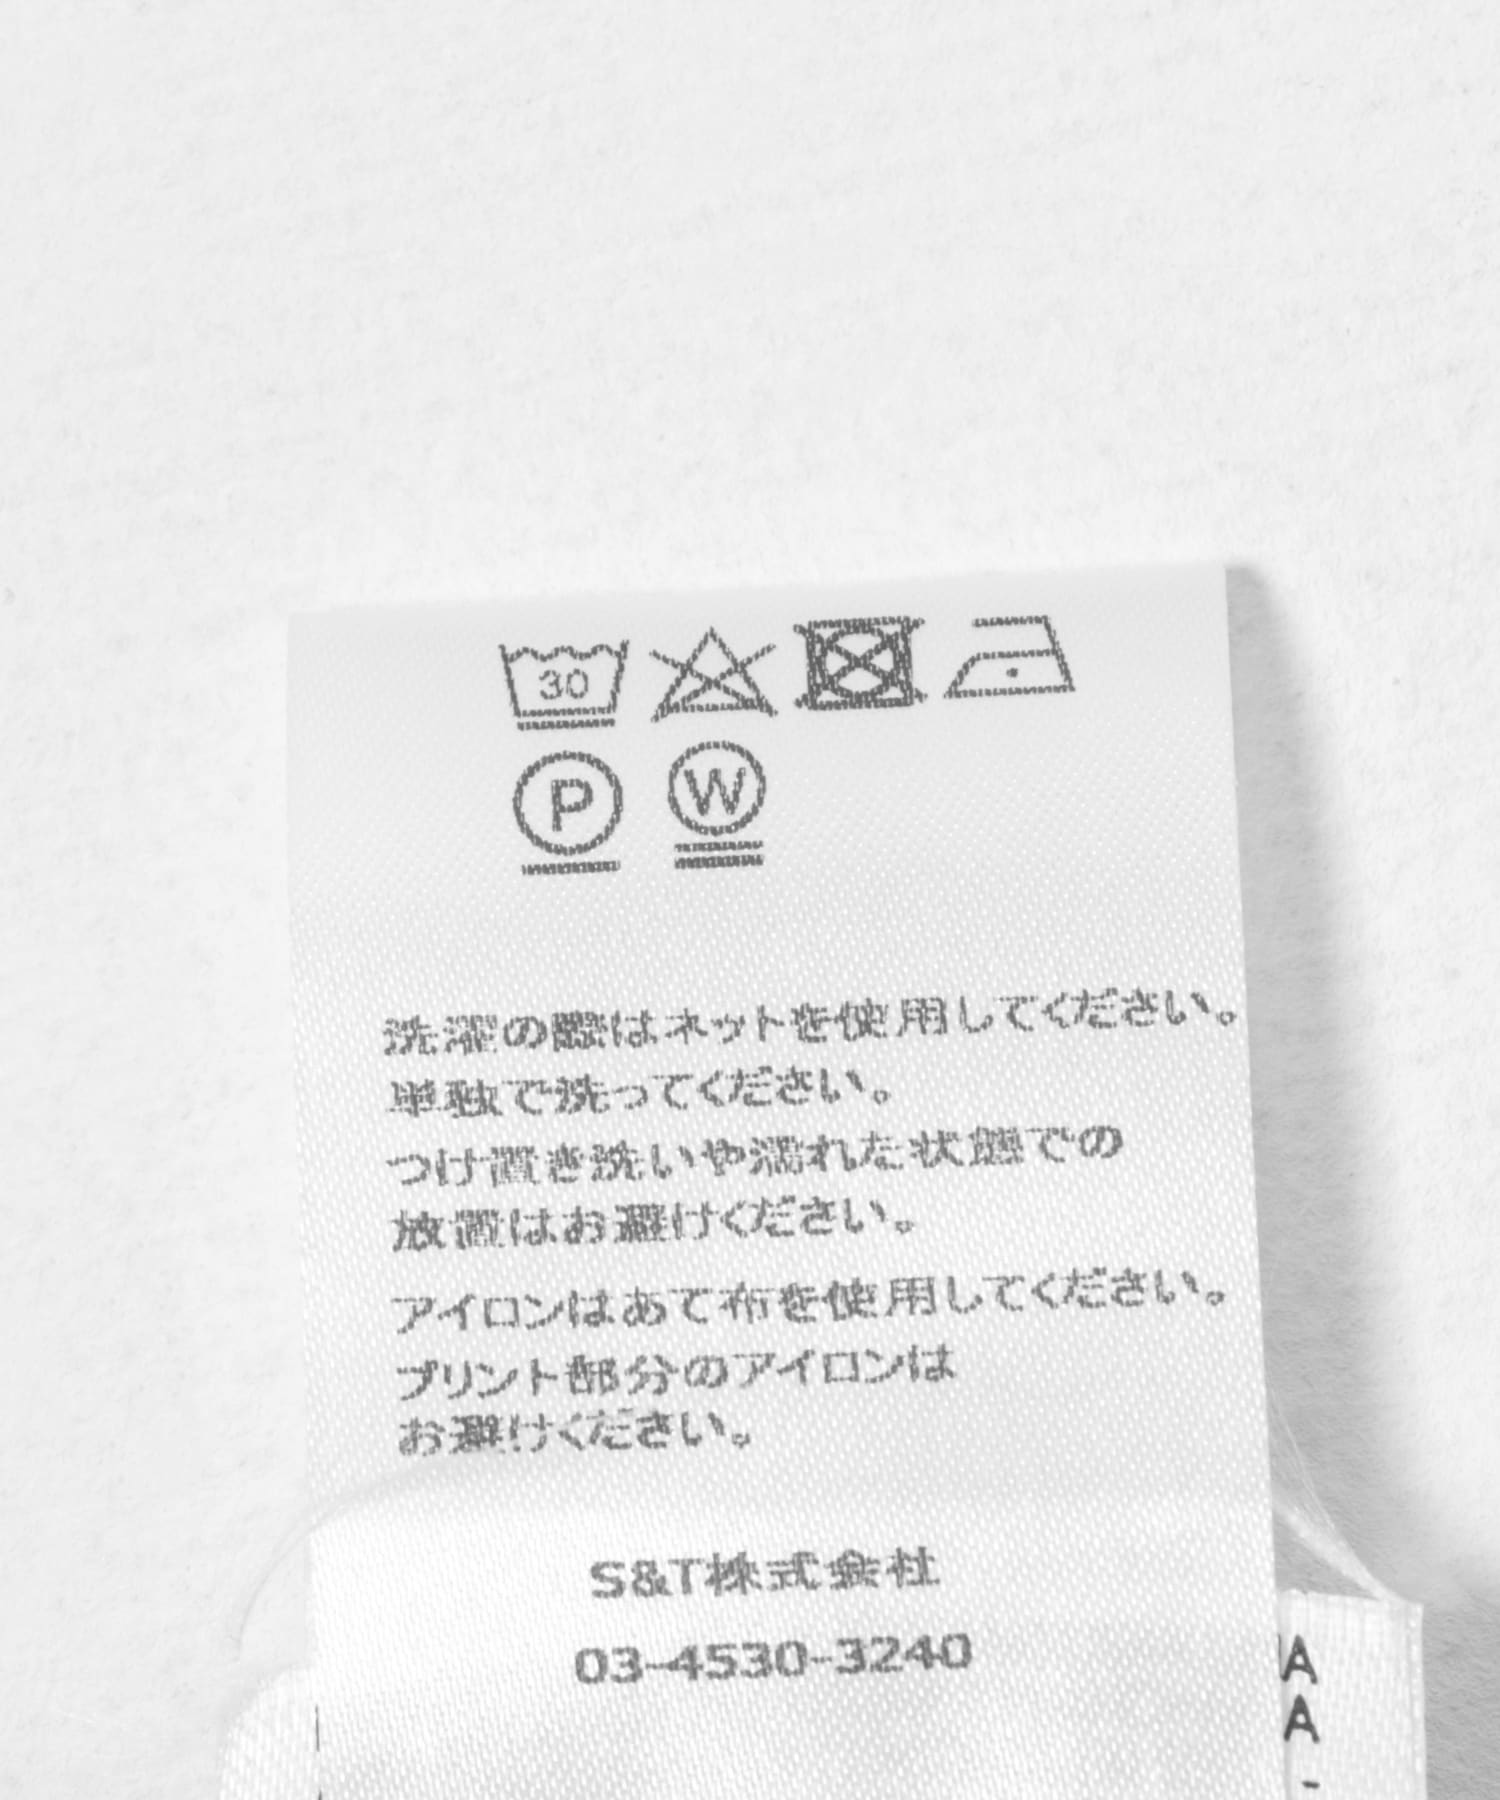 30
P
W
洗濯の際はネットを使用してください。
単独で洗ってください。
つけ置き洗いや濡れた状態での
放置はお避けください。
アイロンはあて布を使用してください。
プリント部分のアイロンは
お避けください。
S&T株式会社
03-4530-3240
A
A
-